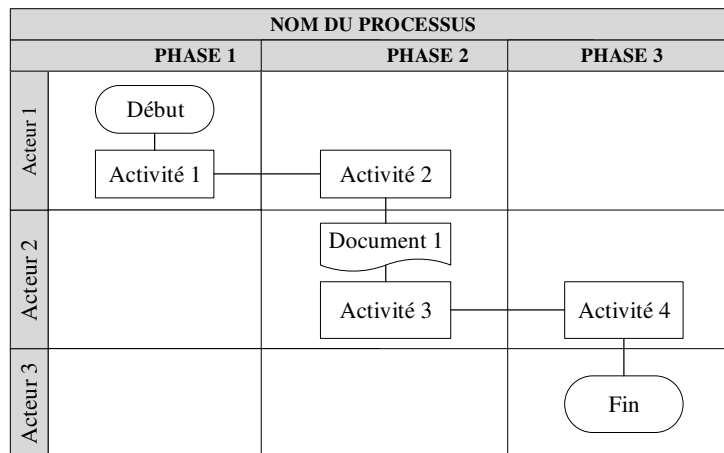 NOM DU PROCESSUS
PHASE 1 PHASE 2 PHASE 3
Acteur 1
Début
Activité 1 Activité 2
Acteur 2
Document 1
Activité 3 Activité 4
Acteur 3
Fin